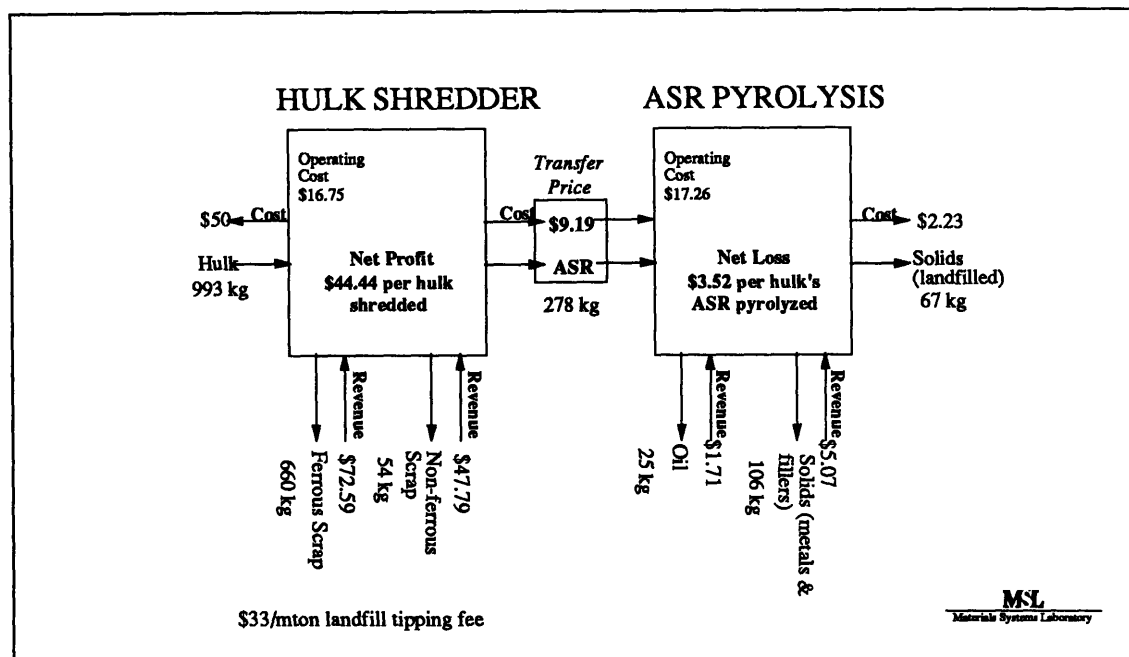 HULK SHREDDER
ASR PYROLYSIS
Operating
Cost
$16.75
$50
Cost
Hulk
993 kg
Net Profit
$44.44 per hulk
shredded
Cost
Transfer
Price
$9.19
ASR
278 kg
Operating
Cost
$17.26
Net Loss
$3.52 per hulk's
ASR pyrolyzed
Cost
$2.23
Solids
(landfilled)
67 kg
Ferrous Scrap
660 kg
Revenue
$72.59
Non-ferrous
Scrap
54 kg
Revenue
$47.79
Oil
25 kg
Revenue
$1.71
Solids (metals &
fillers)
106 kg
Revenue
$5.07
$33/mton landfill tipping fee
MSL
Materials Systems Laboratory